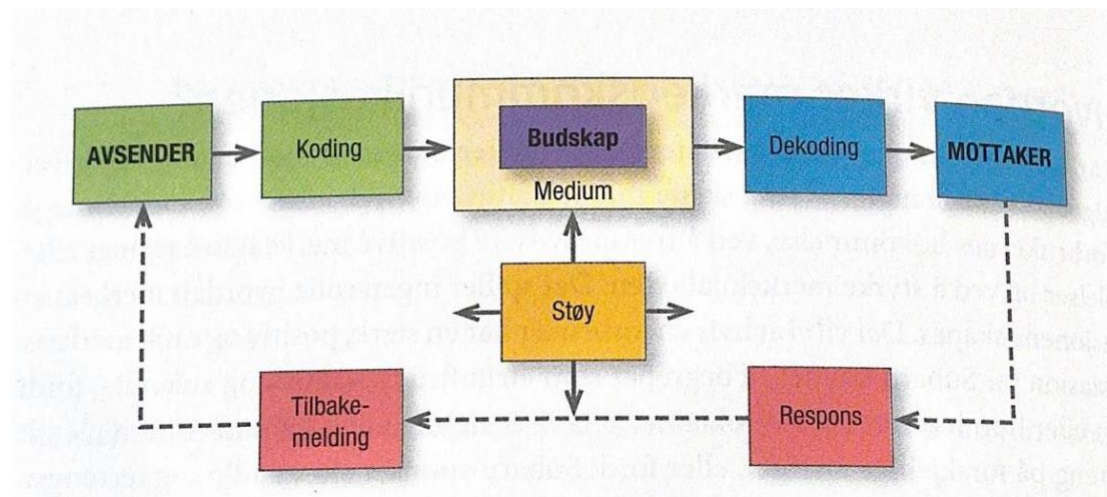 AVSENDER
Koding
Budskap
Medium
Dekoding
MOTTAKER
Støy
Tilbake-
melding
Respons